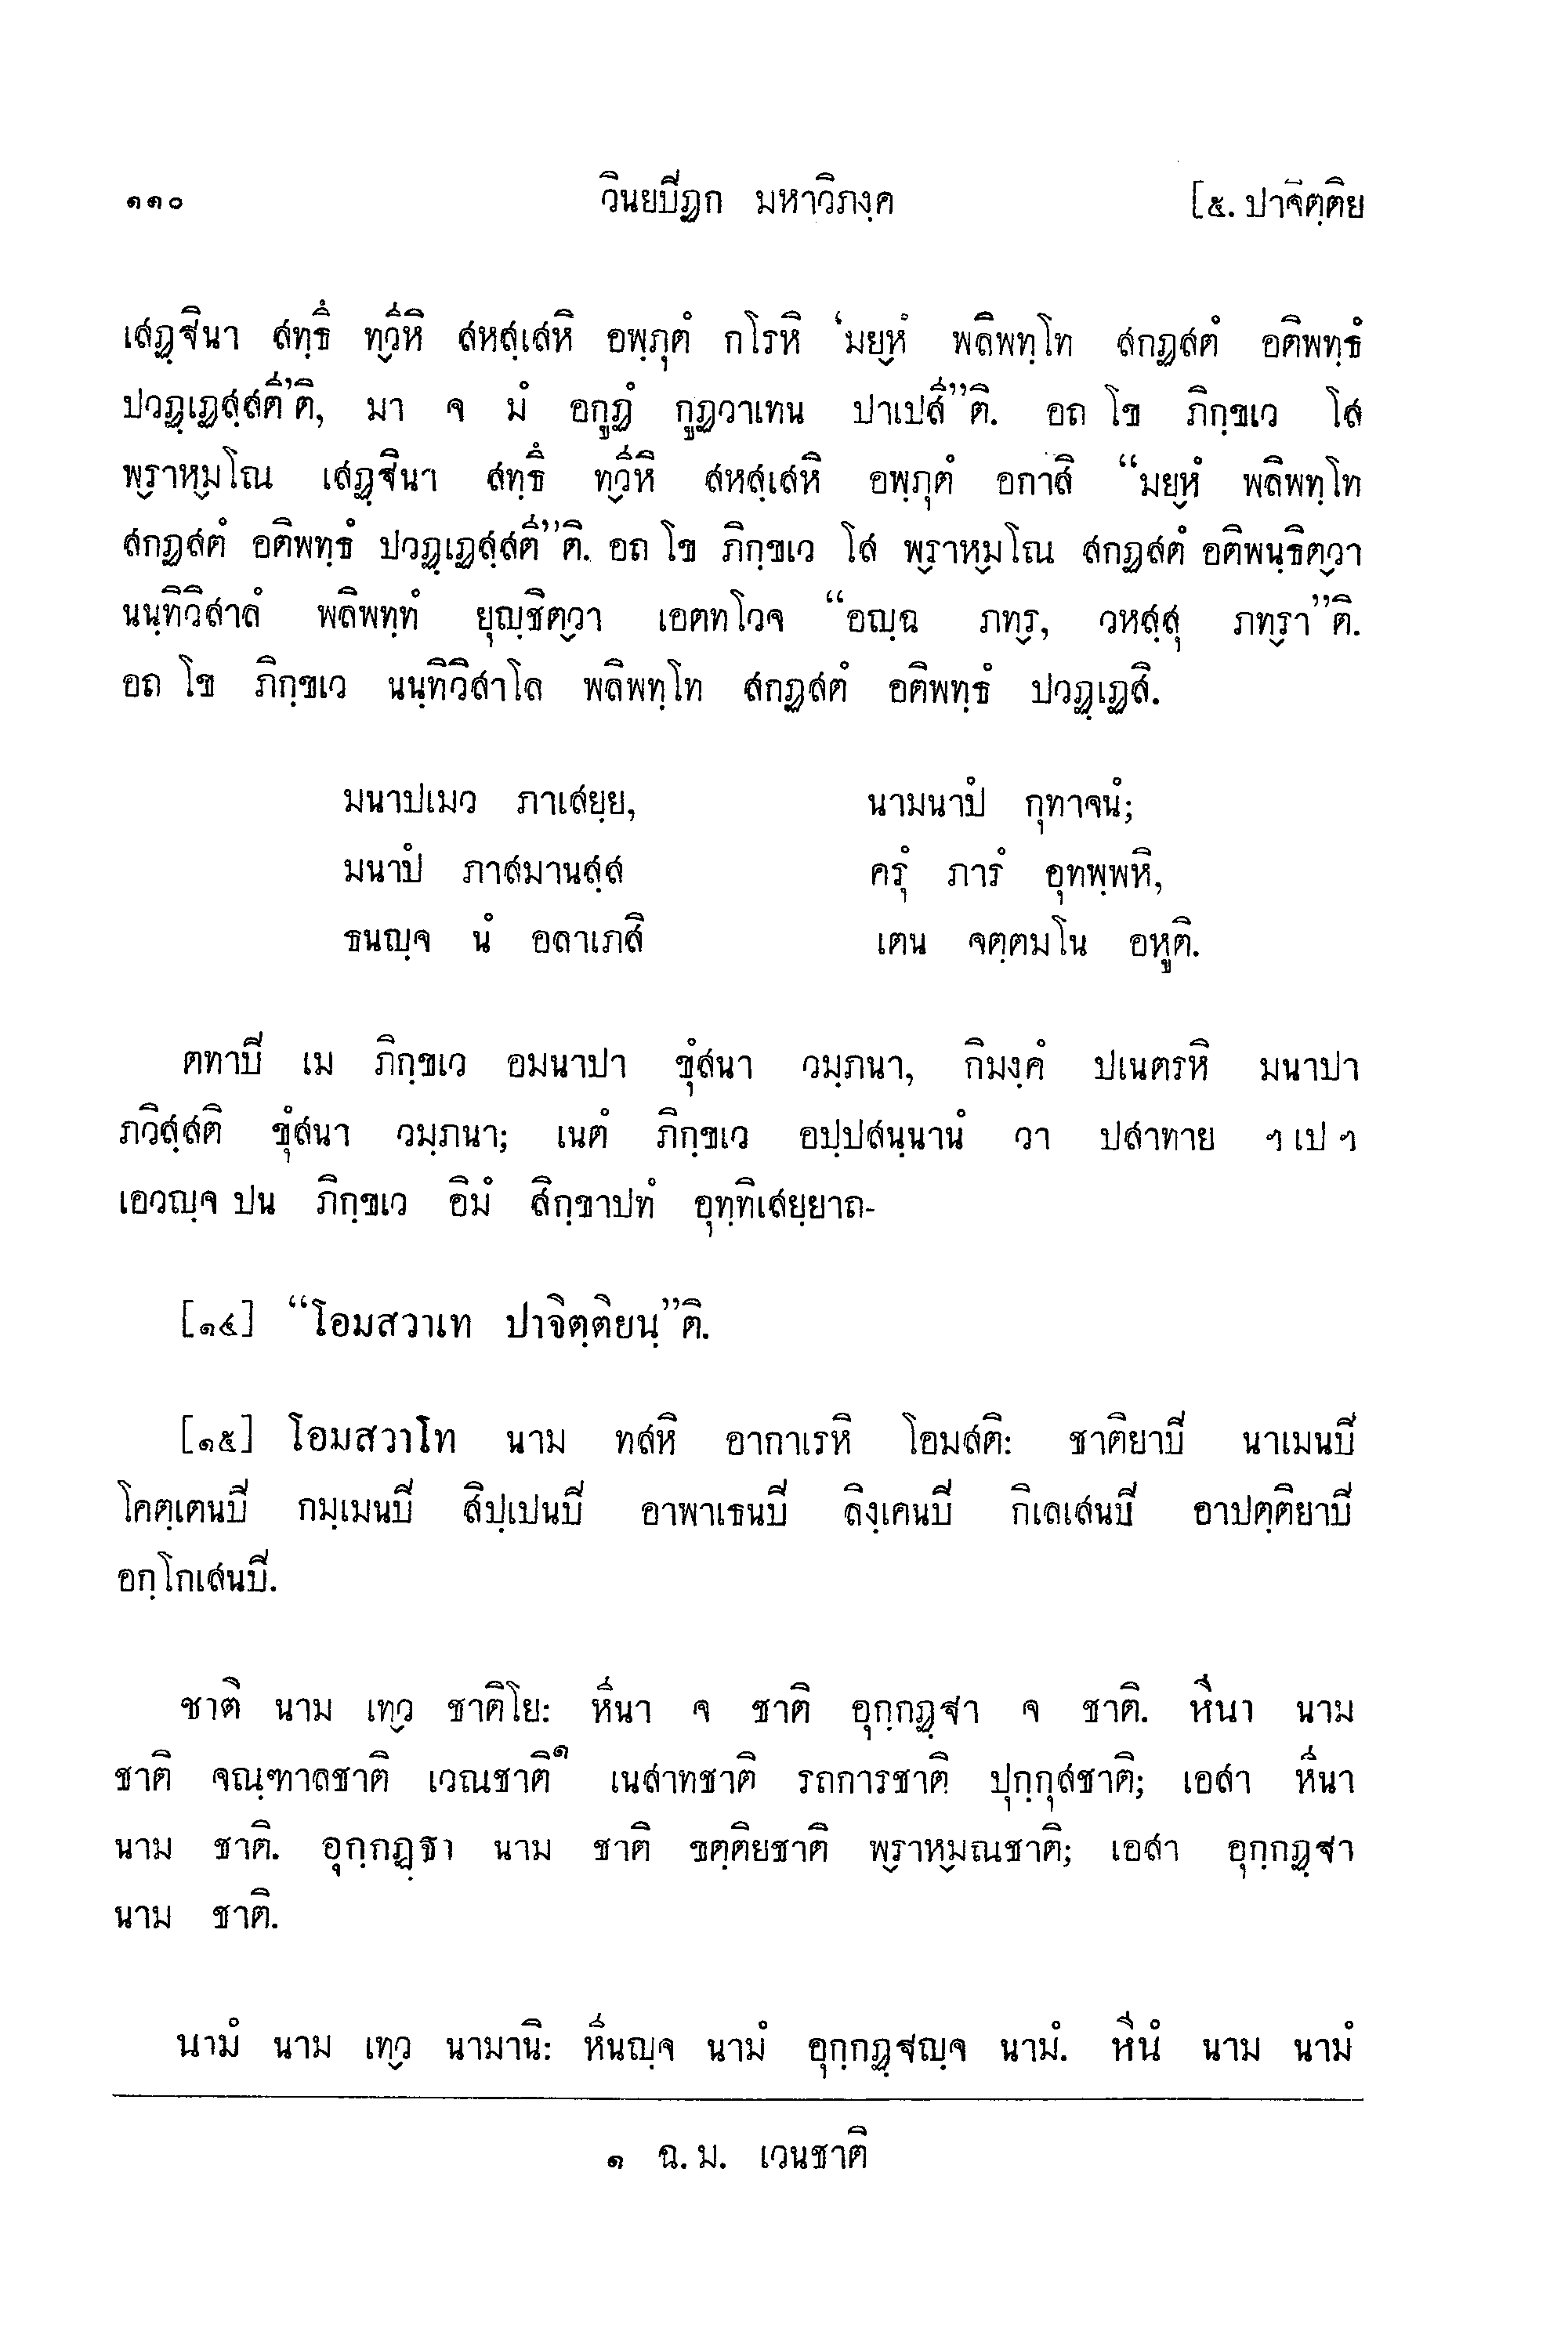 ๑๑๐ วินยปิฏก มหาวิภงฺค [๕. ปาจิตฺติย
เสฏฺฐินา สทฺธึ ทฺวีหิ สหสฺเสหิ อพฺภุตํ กโรหิ ‘มยฺหํ พลิพทฺโท สกฏสตํ อติพทฺธํ
ปวฏฺเฏสฺสตี’ติ, มา จ มํ อกูฏํ กูฏวาเทน ปาเปสี”ติ. อถ โข ภิกฺขเว โส
พฺราหฺมโณ เสฏฺฐินา สทฺธึ ทฺวีหิ สหสฺเสหิ อพฺภุตํ อกาสิ “มยฺหํ พลิพทฺโท
สกฏสตํ อติพทฺธํ ปวฏฺเฏสฺสตี”ติ. อถ โข ภิกฺขเว โส พฺราหฺมโณ สกฏสตํ อติพนฺธิตฺวา
นนฺทิวิสาลํ พลิพทฺทํ ยุญฺชิตฺวา เอตทโวจ “อญฺฉ ภทฺร, วหสฺสุ ภทฺรา”ติ.
อถ โข ภิกฺขเว นนฺทิวิสาโล พลิพทฺโท สกฏสตํ อติพทฺธํ ปวฏฺเฏสิ.
มนาปเมว ภาเสยฺย, นามนาปํ กุทาจนํ;
มนาปํ ภาสมานสฺส ครุํ ภารํ อุทพฺพหิ,
ธนญฺจ นํ อลาเภสิ เตน จตฺตมโน อหูติ.
ตทาปี เม ภิกฺขเว อมนาปา ขุํสนา วมฺภนา, กิมงฺคํ ปเนตรหิ มนาปา
ภวิสฺสติ ขุํสนา วมฺภนา; เนตํ ภิกฺขเว อปฺปสนฺนานํ วา ปสาทาย ฯ เป ฯ
เอวญฺจ ปน ภิกฺขเว อิมํ สิกฺขาปทํ อุทฺทิเสยฺยาถ-
[๑๔] “โอมสวาเท ปาจิตฺติยนฺ”ติ.
[๑๕] โอมสวาโท นาม ทสหิ อากาเรหิ โอมสติ: ชาติยาปิ นาเมนปิ
โคตฺเตนปิ กมฺเมนปิ สิปฺเปนปิ อาพาเธนปิ ลิงฺเคนปิ กิเลเสนปิ อาปตฺติยาปิ
อกฺโกเสนปิ.
ชาติ นาม เทฺว ชาติโย: หีนา จ ชาติ อุกฺกฏฺฐา จ ชาติ. หีนา นาม
ชาติ จณฺฑาลชาติ เวณชาติ๑ เนสาทชาติ รถการชาติ ปุกฺกุสชาติ; เอสา หีนา
นาม ชาติ. อุกฺกฏฺฐา นาม ชาติ ขตฺติยชาติ พฺราหฺมณชาติ; เอสา อุกฺกฏฺฐา
นาม ชาติ.
นามํ นาม เทฺว นามานิ: หีนญฺจ นามํ อุกฺกฏฺฐญฺจ นามํ. หีนํ นาม นามํ
๑ ฉ. ม. เวนชาติ